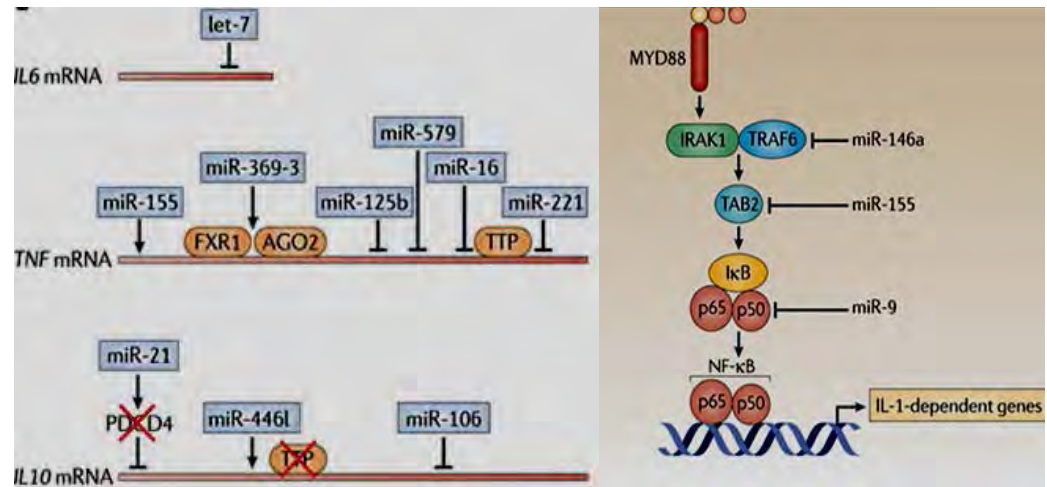 let-7
IL6 mRNA
miR-579
miR-369-3
miR-16
miR-155
miR-125b
miR-221
FXR1
AGO2
TTP
TNF mRNA
miR-21
PDCD4
miR-446l
miR-106
TTP
IL10 mRNA
MYD88
IRAK1
TRAF6
miR-146a
TAB2
miR-155
IκB
p65
p50
miR-9
NF-κB
p65
p50
IL-1-dependent genes